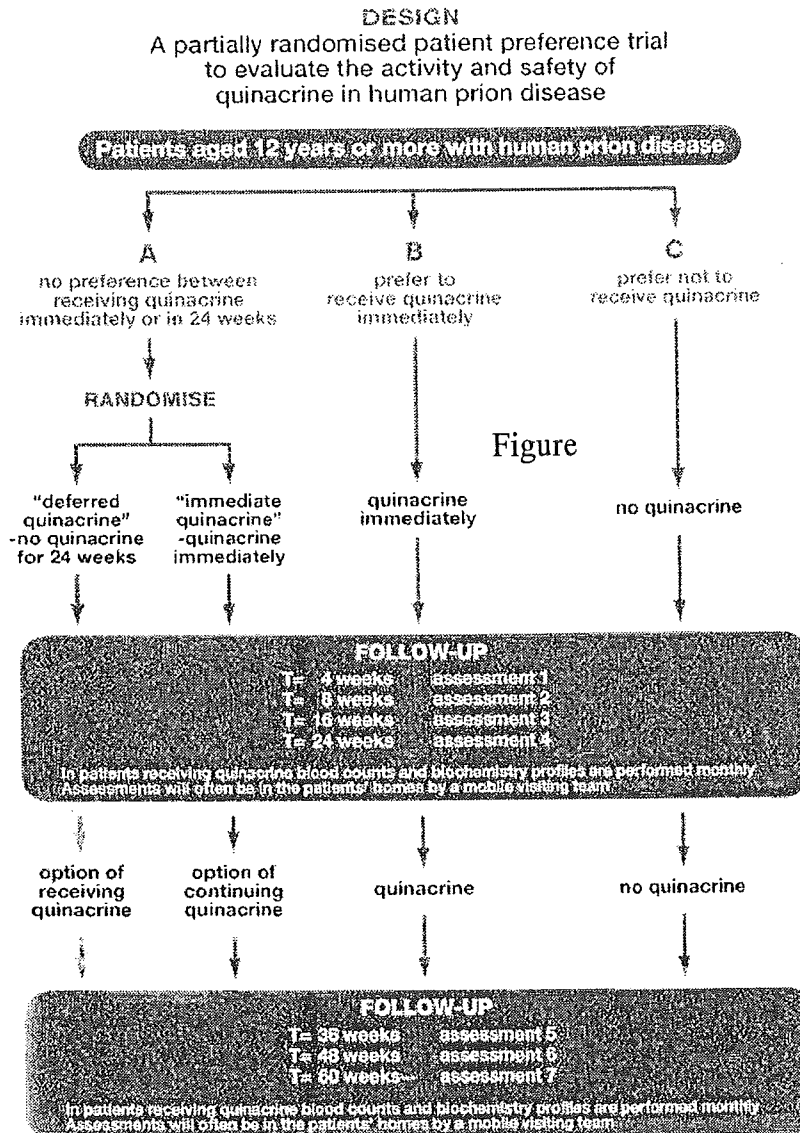 DESIGN
A partially randomised patient preference trial
to evaluate the activity and safety of
quinacrine in human prion disease
Patients aged 12 years or more with human prion disease
A
no preference between
receiving quinacrine
immediately or in 24 weeks
B
prefer to
receive quinacrine
immediately
C
prefer not to
receive quinacrine
RANDOMISE
Figure
"deferred
quinacrine"
-no quinacrine
for 24 weeks
"immediate
quinacrine"
-quinacrine
immediately
quinacrine
immediately
no quinacrine
FOLLOW-UP
T= 4 weeks assessment 1
T= 8 weeks assessment 2
T= 16 weeks assessment 3
T= 24 weeks assessment 4
In patients receiving quinacrine blood counts and biochemistry profiles are performed monthly
Assessments will often be in the patients' homes by a mobile visiting team
option of
receiving
quinacrine
option of
continuing
quinacrine
quinacrine
no quinacrine
FOLLOW-UP
T= 36 weeks assessment 5
T= 48 weeks assessment 6
T= 60 weeks assessment 7
In patients receiving quinacrine blood counts and biochemistry profiles are performed monthly
Assessments will often be in the patients' homes by a mobile visiting team